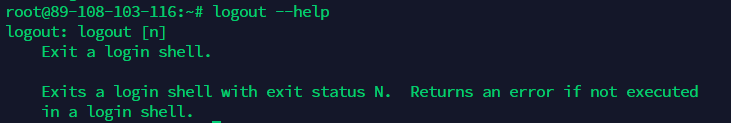 root@89-108-103-116:~# logout --help
logout: logout [n]
Exit a login shell.
Exits a login shell with exit status N.  Returns an error if not executed
in a login shell.